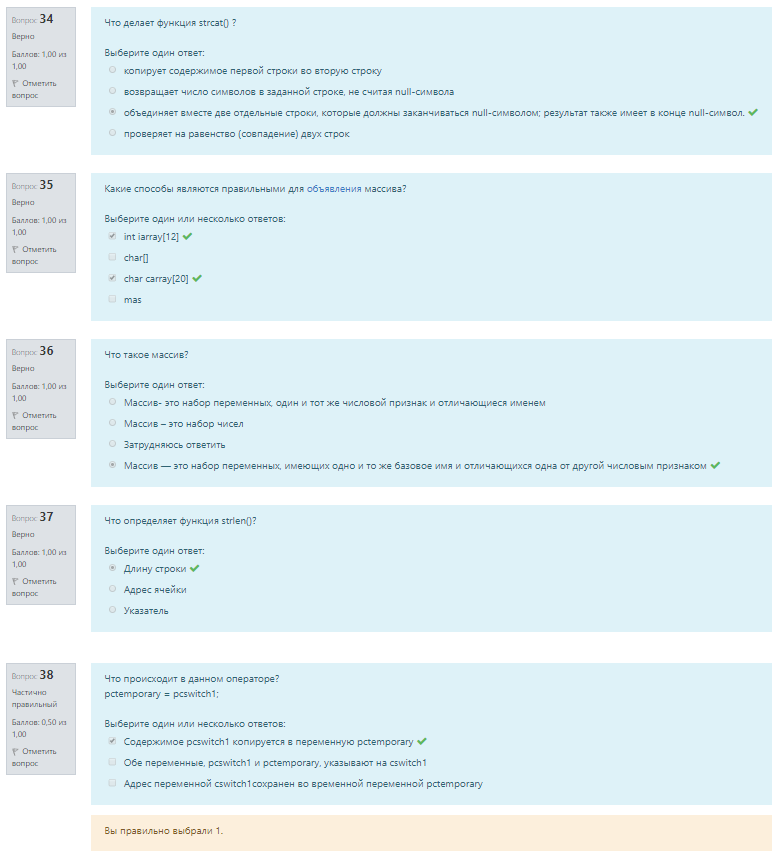 Вопрос 34
Верно
Баллов: 1,00 из
1,00
Отметить
вопрос
Что делает функция strcat() ?
Выберите один ответ:
копирует содержимое первой строки во вторую строку
возвращает число символов в заданной строке, не считая null-символа
объединяет вместе две отдельные строки, которые должны заканчиваться null-символом; результат также имеет в конце null-символ.
проверяет на равенство (совпадение) двух строк
Вопрос 35
Верно
Баллов: 1,00 из
1,00
Отметить
вопрос
Какие способы являются правильными для объявления массива?
Выберите один или несколько ответов:
int iarray[12]
char[]
char carray[20]
mas
Вопрос 36
Верно
Баллов: 1,00 из
1,00
Отметить
вопрос
Что такое массив?
Выберите один ответ:
Массив- это набор переменных, один и тот же числовой признак и отличающиеся именем
Массив – это набор чисел
Затрудняюсь ответить
Массив — это набор переменных, имеющих одно и то же базовое имя и отличающихся одна от другой числовым признаком
Вопрос 37
Верно
Баллов: 1,00 из
1,00
Отметить
вопрос
Что определяет функция strlen()?
Выберите один ответ:
Длину строки
Адрес ячейки
Указатель
Вопрос 38
Частично
правильный
Баллов: 0,50 из
1,00
Отметить
вопрос
Что происходит в данном операторе?
pctemporary = pcswitch1;
Выберите один или несколько ответов:
Содержимое pcswitch1 копируется в переменную pctemporary
Обе переменные, pcswitch1 и pctemporary, указывают на cswitch1
Адрес переменной cswitch1сохранен во временной переменной pctemporary
Вы правильно выбрали 1.